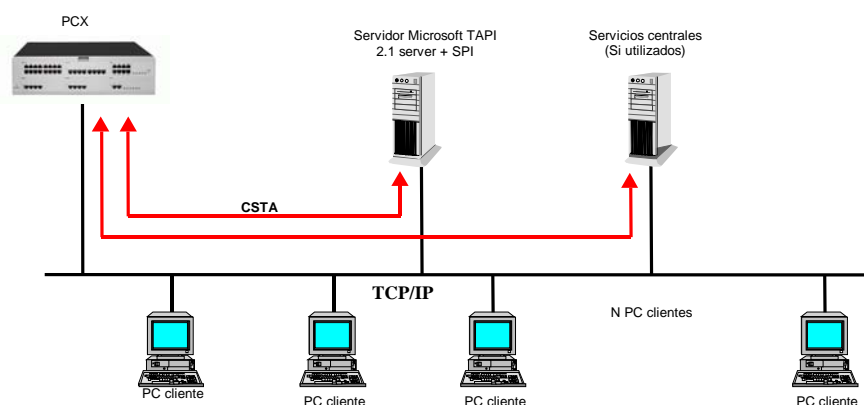 PCX
Servidor Microsoft TAPI
2.1 server + SPI
Servicios centrales
(Si utilizados)
CSTA
TCP/IP
N PC clientes
PC cliente
PC cliente
PC cliente
PC cliente